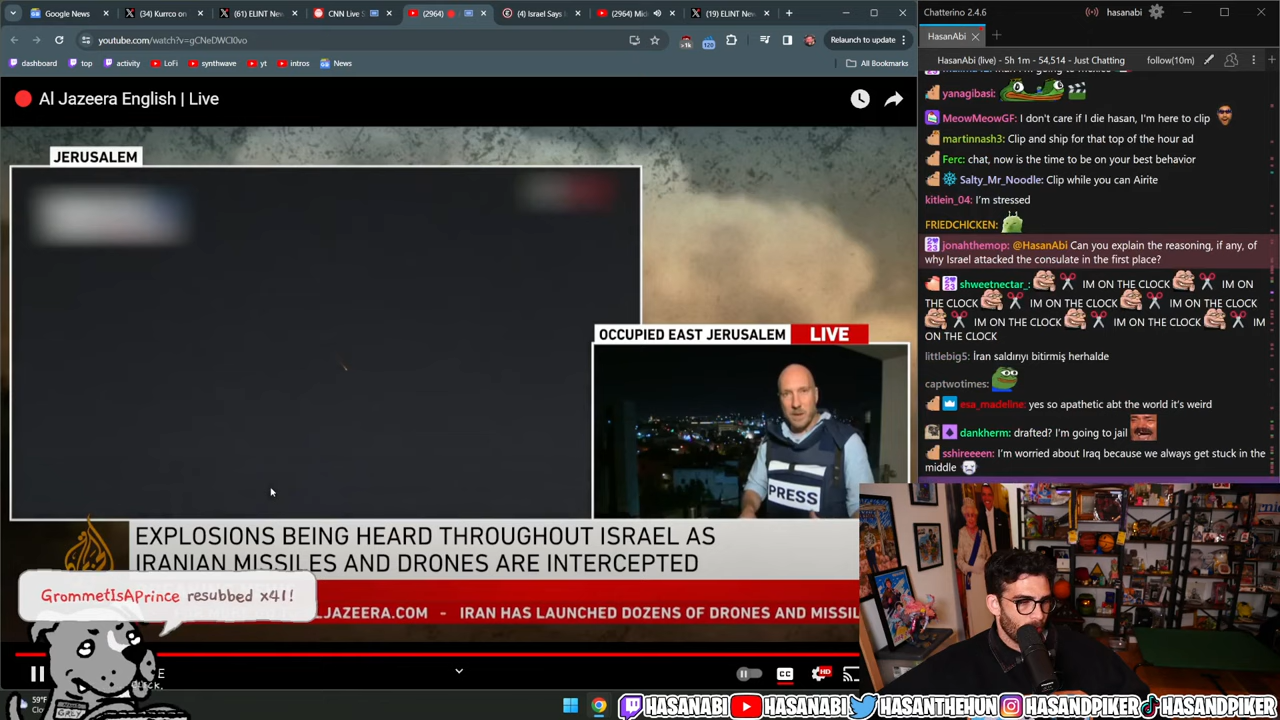 Google News
(34) Kurrco on
(61) ELINT New
CNN Live S
(2964)
(4) Israel Says
(2964) Mid
(19) ELINT New
youtube.com/watch?v=gCNeDWCl0vo
Relaunch to update
dashboard
top
activity
LoFi
synthwave
yt
intros
News
All Bookmarks
Al Jazeera English | Live
JERUSALEM
OCCUPIED EAST JERUSALEM LIVE
PRESS
EXPLOSIONS BEING HEARD THROUGHOUT ISRAEL AS
IRANIAN MISSILES AND DRONES ARE INTERCEPTED
JAZEERA.COM - IRAN HAS LAUNCHED DOZENS OF DRONES AND MISSIL
GrommetIsAPrince resubbed x41!
59°F
Chatterino 2.4.6
hasanabi
HasanAbi
HasanAbi (live) - 5h 1m - 54,514 - Just Chatting
follow(10m)
yanagibasi:
MeowMeowGF: I don't care if I die hasan, I'm here to clip
martinnash3: Clip and ship for that top of the hour ad
Ferc: chat, now is the time to be on your best behavior
Salty_Mr_Noodle: Clip while you can Airite
kitlein_04: I'm stressed
FRIEDCHICKEN:
jonahthemop: @HasanAbi Can you explain the reasoning, if any, of
why Israel attacked the consulate in the first place?
shweetnectar_: IM ON THE CLOCK IM ON
THE CLOCK IM ON THE CLOCK IM ON THE CLOCK
IM ON THE CLOCK IM ON THE CLOCK IM
ON THE CLOCK
littlebig5: İran saldırıyı bitirmiş herhalde
captwotimes:
esa_madeline: yes so apathetic abt the world it's weird
dankherm: drafted? I'm going to jail
sshireeen: I'm worried about Iraq because we always get stuck in the
middle
HASANABI HASANABI HASANTHEHUN HASANDPIKER HASANDPIKER